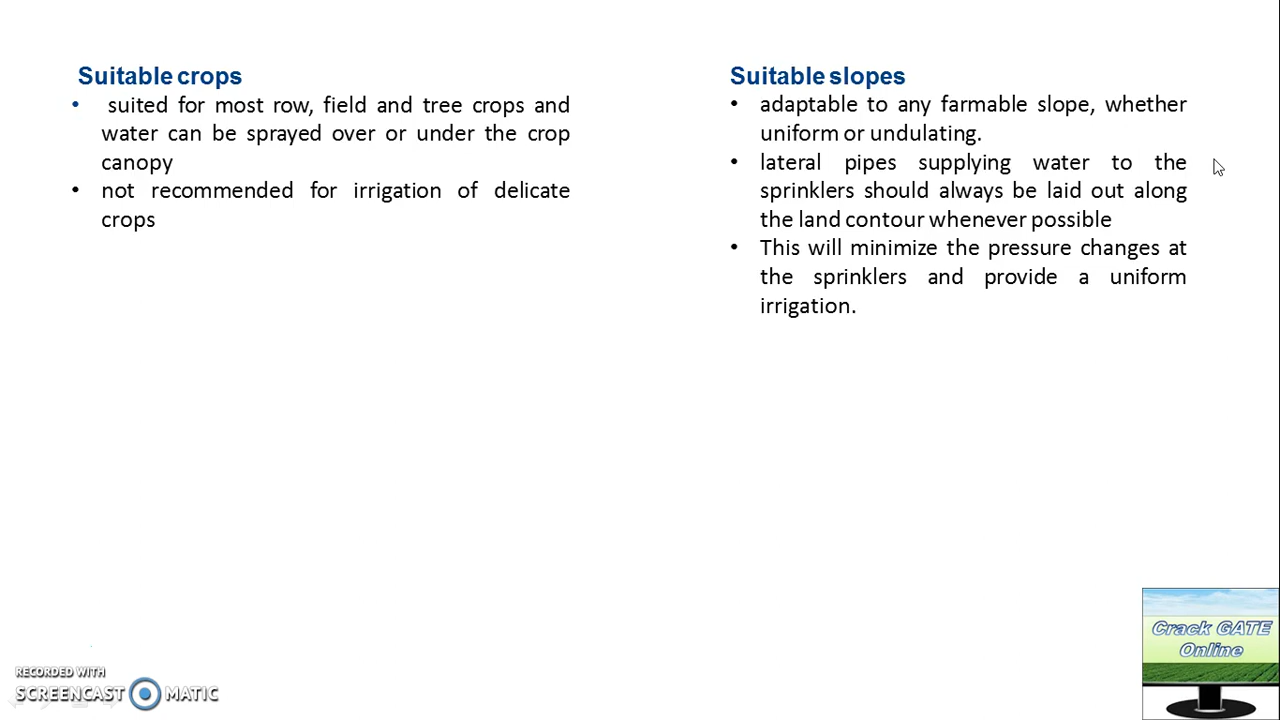 Suitable crops
• suited for most row, field and tree crops and
water can be sprayed over or under the crop
canopy
• not recommended for irrigation of delicate
crops
Suitable slopes
• adaptable to any farmable slope, whether
uniform or undulating.
• lateral pipes supplying water to the
sprinklers should always be laid out along
the land contour whenever possible
• This will minimize the pressure changes at
the sprinklers and provide a uniform
irrigation.
Crack GATE
Online
RECORDED WITH
SCREENCAST MATIC